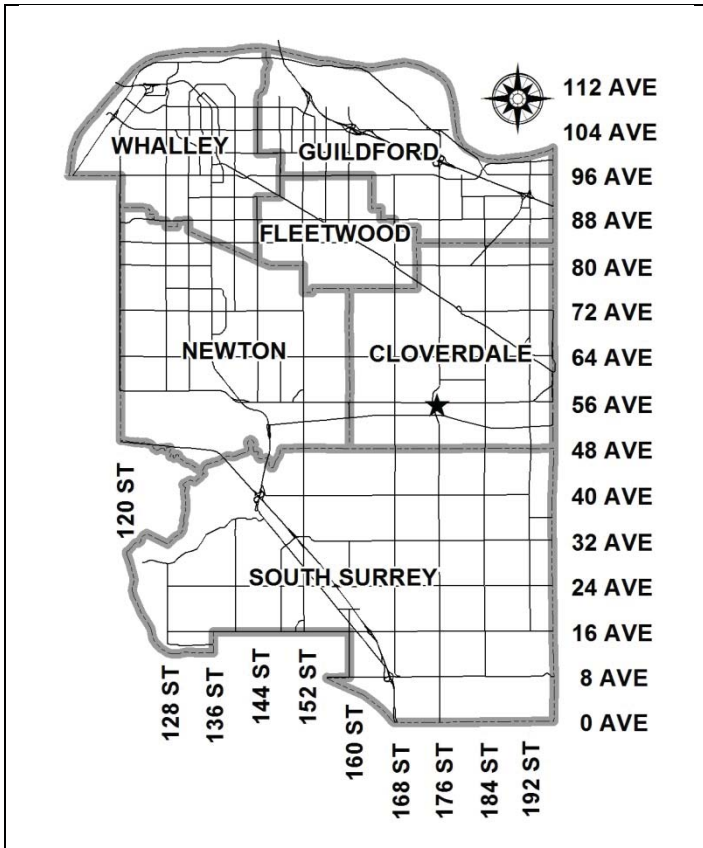 112 AVE
104 AVE
WHALLEY
GUILDFORD
96 AVE
88 AVE
FLEETWOOD
80 AVE
72 AVE
NEWTON
CLOVERDALE
64 AVE
56 AVE
48 AVE
120 ST
40 AVE
32 AVE
SOUTH SURREY
24 AVE
16 AVE
128 ST
136 ST
144 ST
152 ST
160 ST
8 AVE
0 AVE
168 ST
176 ST
184 ST
192 ST